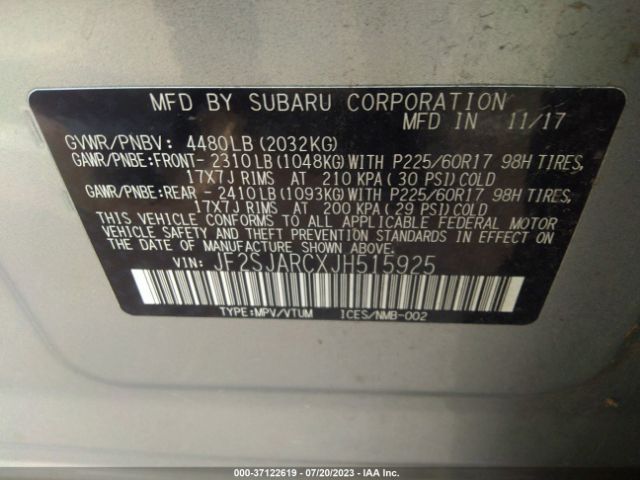 MFD BY SUBARU CORPORATION
MFD IN 11/17
GVWR/PNBV: 4480LB(2032KG)
GAWR/PNBE:FRONT- 2310LB(1048KG)WITH P225/60R17 98H TIRES,
17X7J RIMS AT 210 KPA(30 PSI)COLD
GAWR/PNBE:REAR - 2410LB(1093KG)WITH P225/60R17 98H TIRES,
17X7J RIMS AT 200 KPA(29 PSI)COLD
THIS VEHICLE CONFORMS TO ALL APPLICABLE FEDERAL MOTOR
VEHICLE SAFETY AND THEFT PREVENTION STANDARDS IN EFFECT ON
THE DATE OF MANUFACTURE SHOWN ABOVE.
VIN: JF2SJARCXJH515925
TYPE:MPV/VTUM ICES/NMB-002
000-37122619 - 07/20/2023 - IAA Inc.